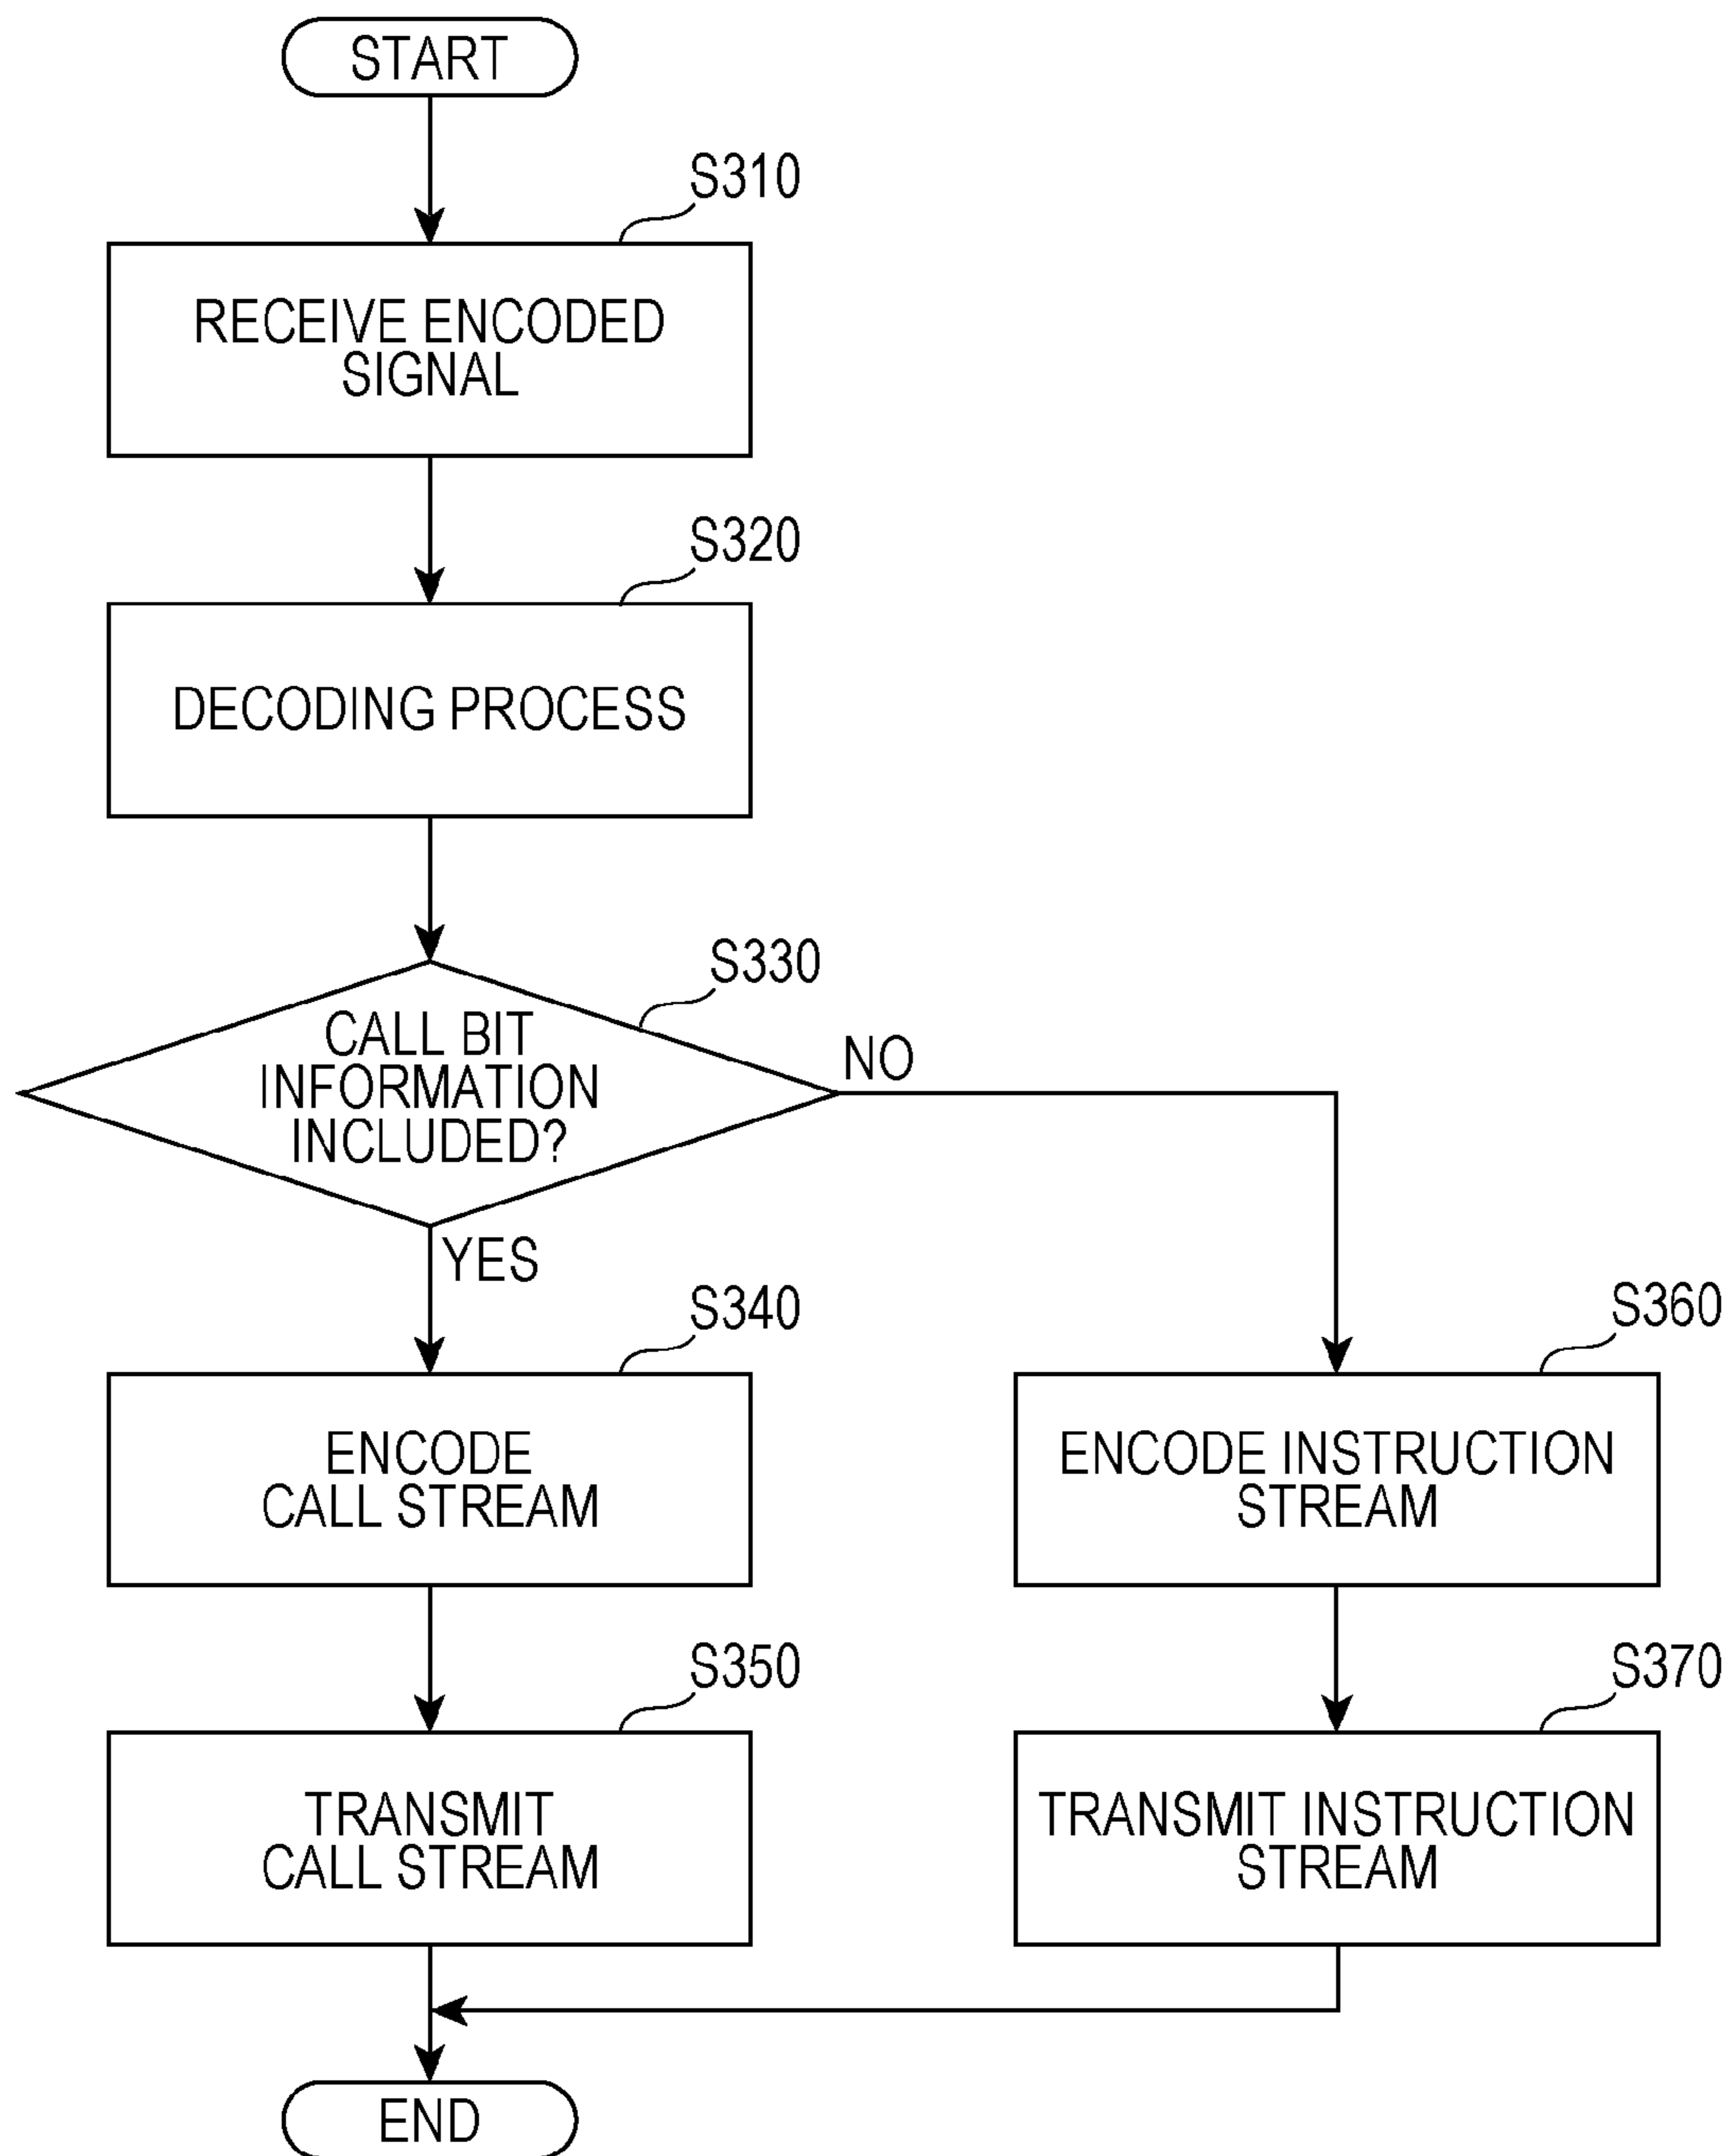 START
S310
RECEIVE ENCODED
SIGNAL
S320
DECODING PROCESS
S330
CALL BIT
INFORMATION
INCLUDED?
NO
YES
S340
ENCODE
CALL STREAM
S360
ENCODE INSTRUCTION
STREAM
S350
TRANSMIT
CALL STREAM
S370
TRANSMIT INSTRUCTION
STREAM
END